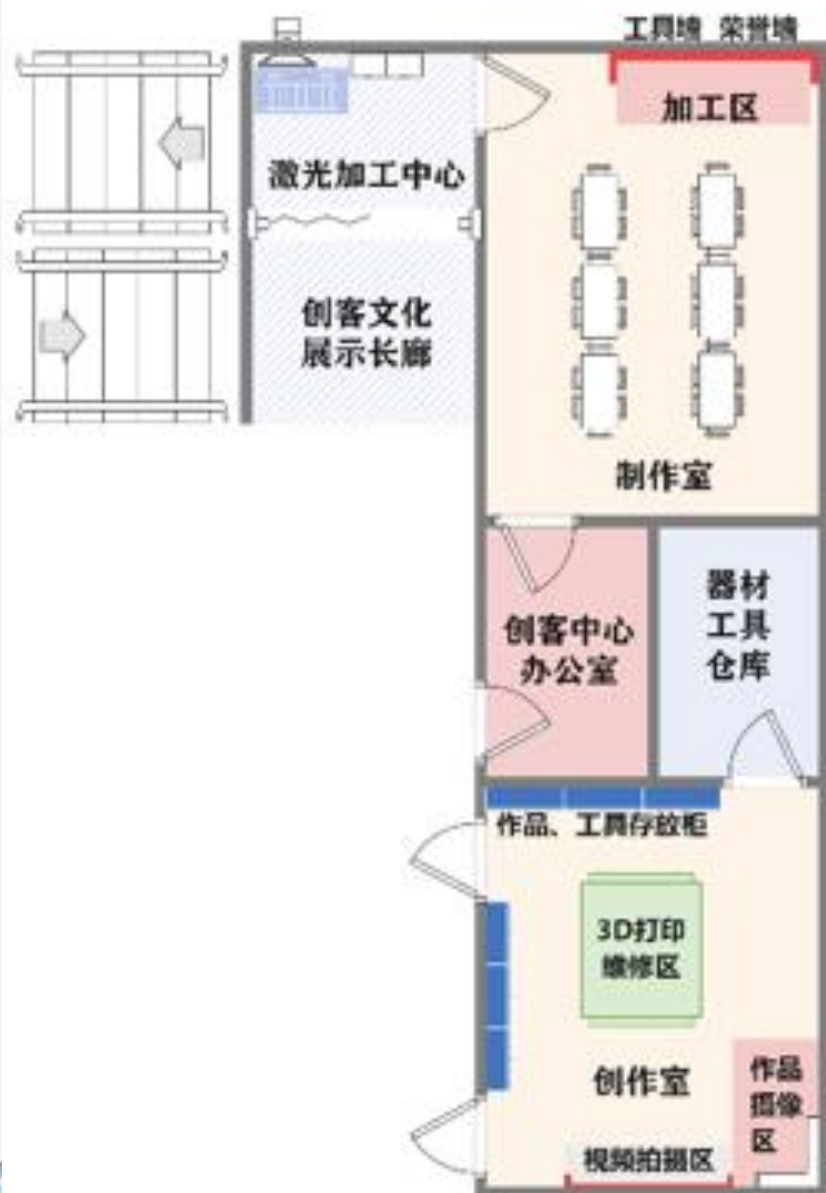 工具墙 荣誉墙
加工区
激光加工中心
创客文化
展示长廊
制作室
创客中心
办公室
器材
工具
仓库
作品、工具存放柜
3D打印
维修区
创作室
作品
摄像
区
视频拍摄区